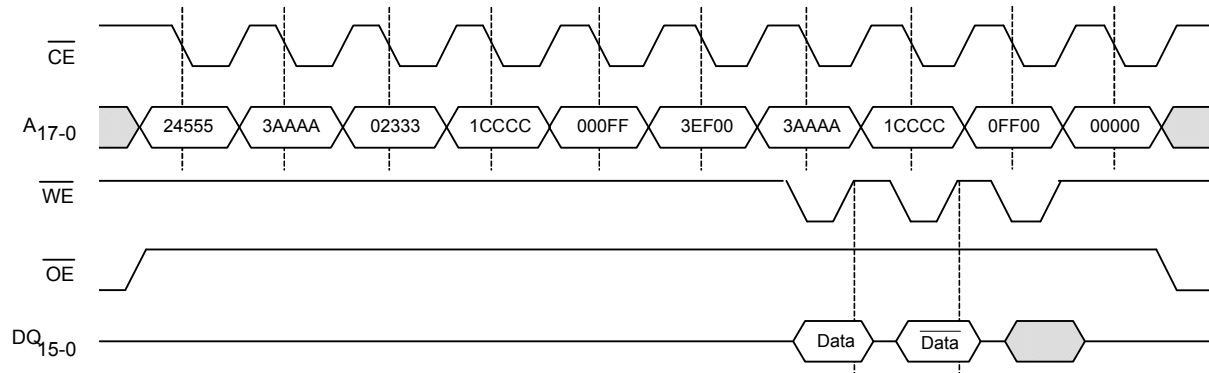 CE
A17-0
24555 3AAAA 02333 1CCCC 000FF 3EF00 3AAAA 1CCCC 0FF00 00000
WE
OE
DQ15-0
Data Data